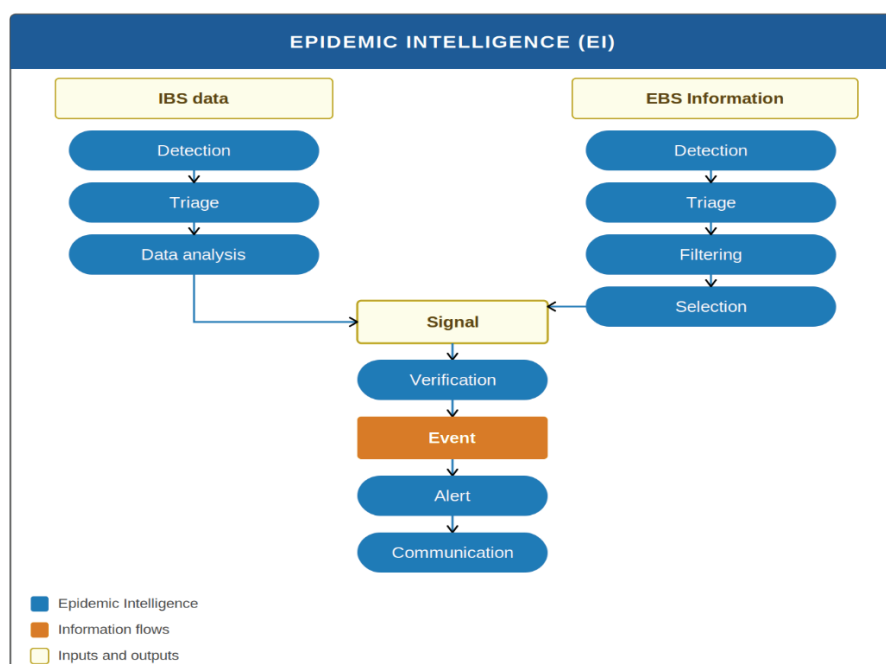 EPIDEMIC INTELLIGENCE (EI)
IBS data
Detection
Triage
Data analysis
EBS Information
Detection
Triage
Filtering
Selection
Signal
Verification
Event
Alert
Communication
Epidemic Intelligence
Information flows
Inputs and outputs